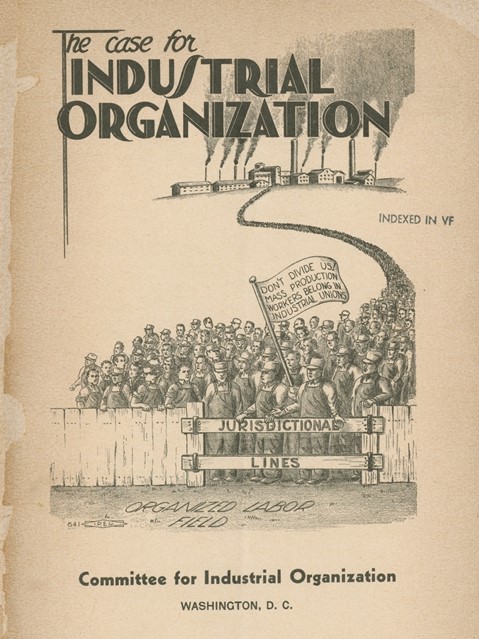 The case for
INDUSTRIAL
ORGANIZATION
INDEXED IN VF
DON'T DIVIDE US!
MASS PRODUCTION
WORKERS BELONG IN
INDUSTRIAL UNIONS
JURISDICTIONAL
LINES
ORGANIZED LABOR
FIELD
841
Committee for Industrial Organization
WASHINGTON, D. C.